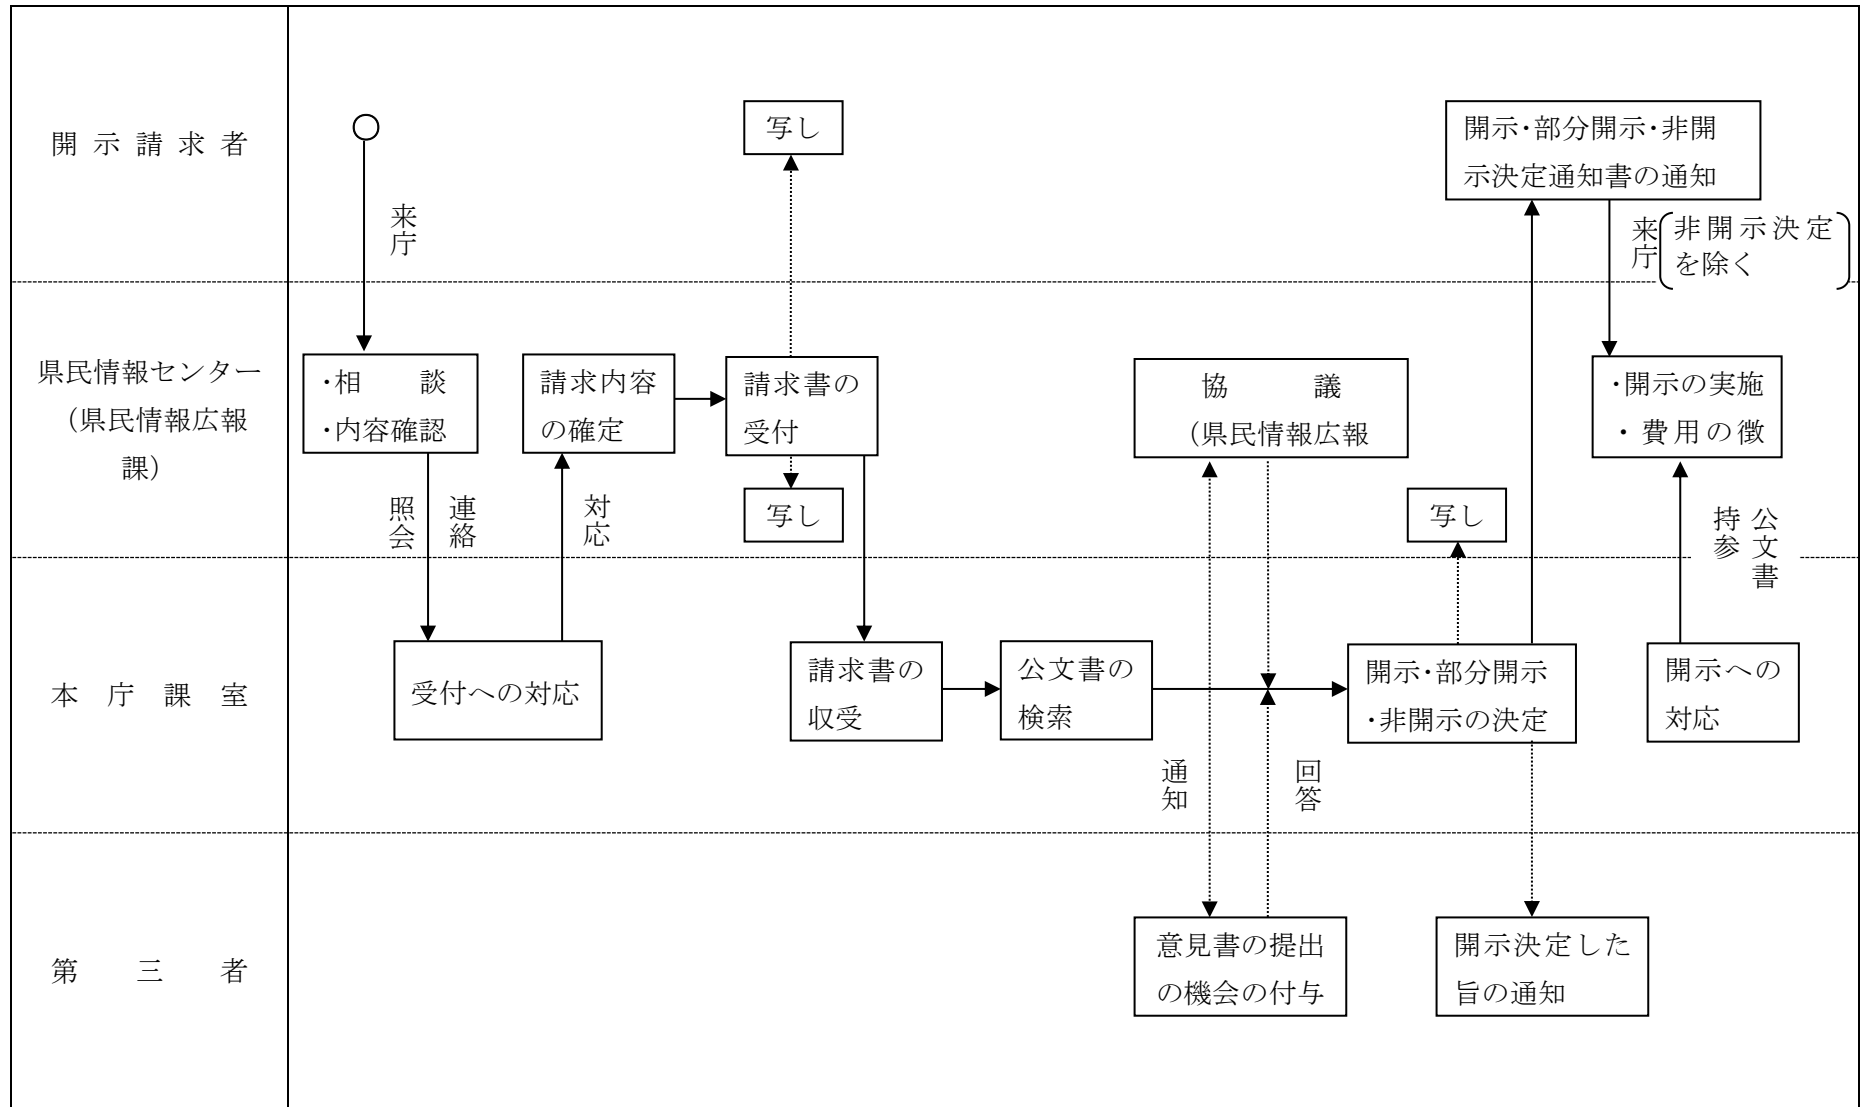 開示請求者
写し
開示・部分開示・非開
示決定通知書の通知
来庁
来庁
非開示決定
を除く
県民情報センター
（県民情報広報
課）
・相　　談
・内容確認
請求内容
の確定
請求書の
受付
協　　　議
（県民情報広報
・開示の実施
・費用の徴
照会
連絡
対応
写し
写し
公文書
持参
本庁課室
受付への対応
請求書の
収受
公文書の
検索
開示・部分開示
・非開示の決定
開示への
対応
通知
回答
第三者
意見書の提出
の機会の付与
開示決定した
旨の通知